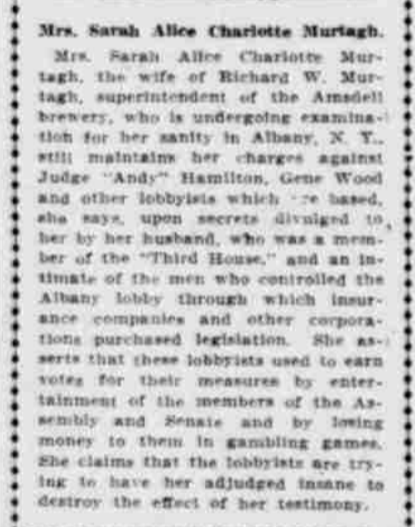 Mrs. Sarah Alice Charlotte Murtagh.
Mrs. Sarah Alice Charlotte Mur-
tagh, the wife of Richard W. Mur-
tagh, superintendent of the Amsdell
brewery, who is undergoing examina-
tion for her sanity in Albany, N. Y.,
still maintains her charges against
Judge "Andy" Hamilton, Gene Wood
and other lobbyists which are based,
she says, upon secrets divulged to
her by her husband, who was a mem-
ber of the "Third House," and an in-
timate of the men who controlled the
Albany lobby through which insur-
ance companies and other corpora-
tions purchased legislation. She as-
serts that these lobbyists used to earn
votes for their measures by enter-
tainment of the members of the As-
sembly and Senate and by losing
money to them in gambling games.
She claims that the lobbyists are try-
ing to have her adjudged insane to
destroy the effect of her testimony.